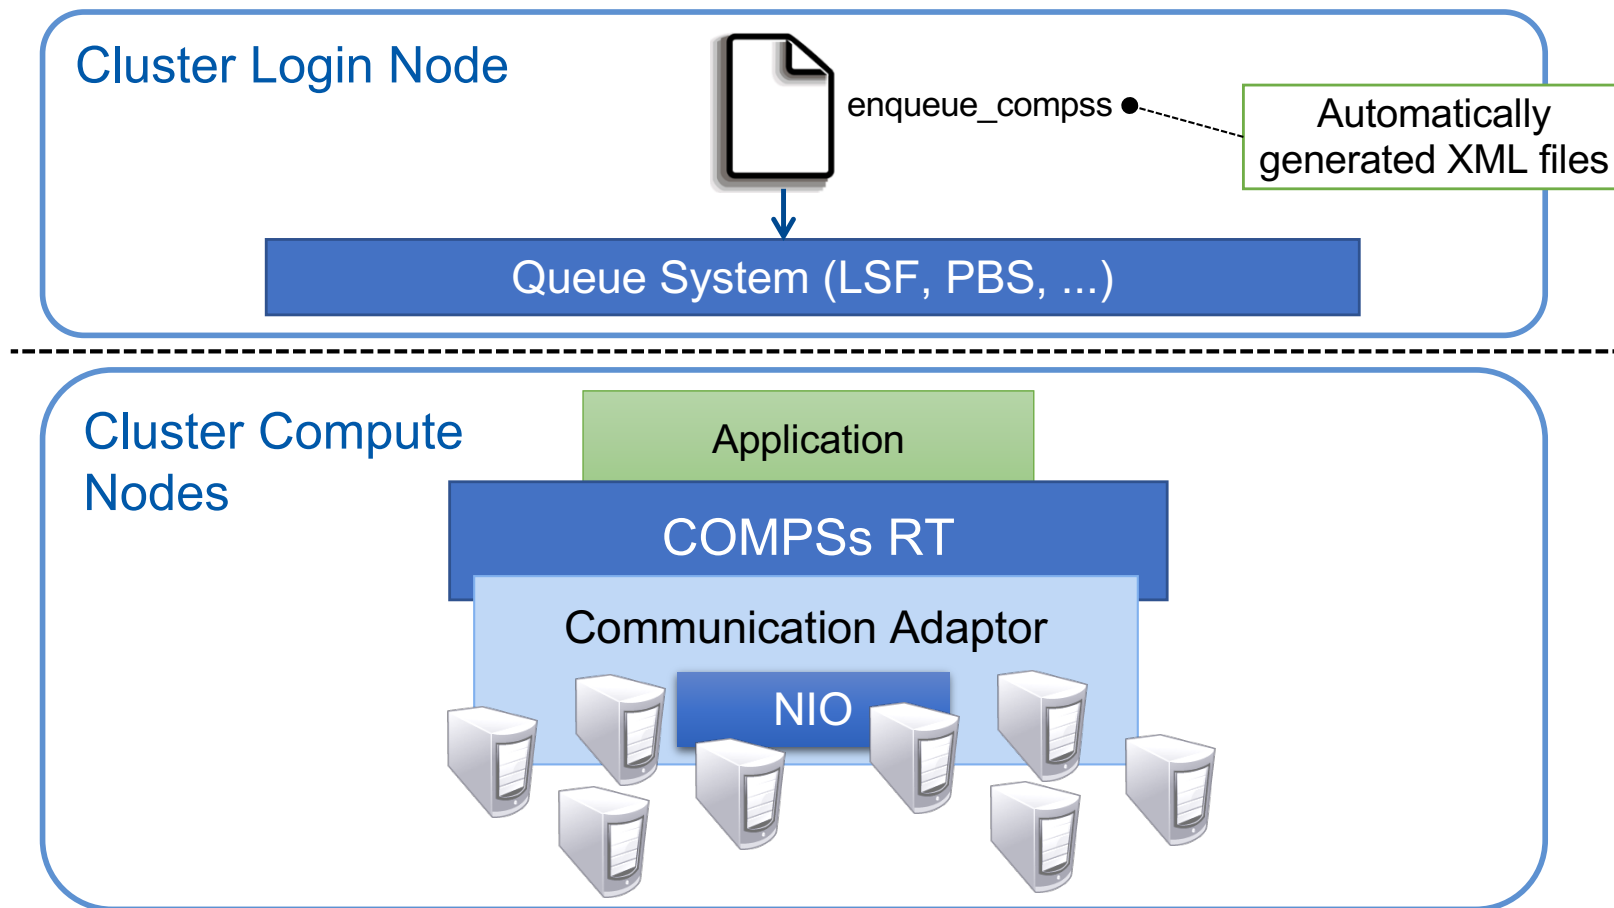 Cluster Login Node
enqueue_compss
Automatically
generated XML files
Queue System (LSF, PBS, ...)
Cluster Compute
Nodes
Application
COMPSs RT
Communication Adaptor
NIO